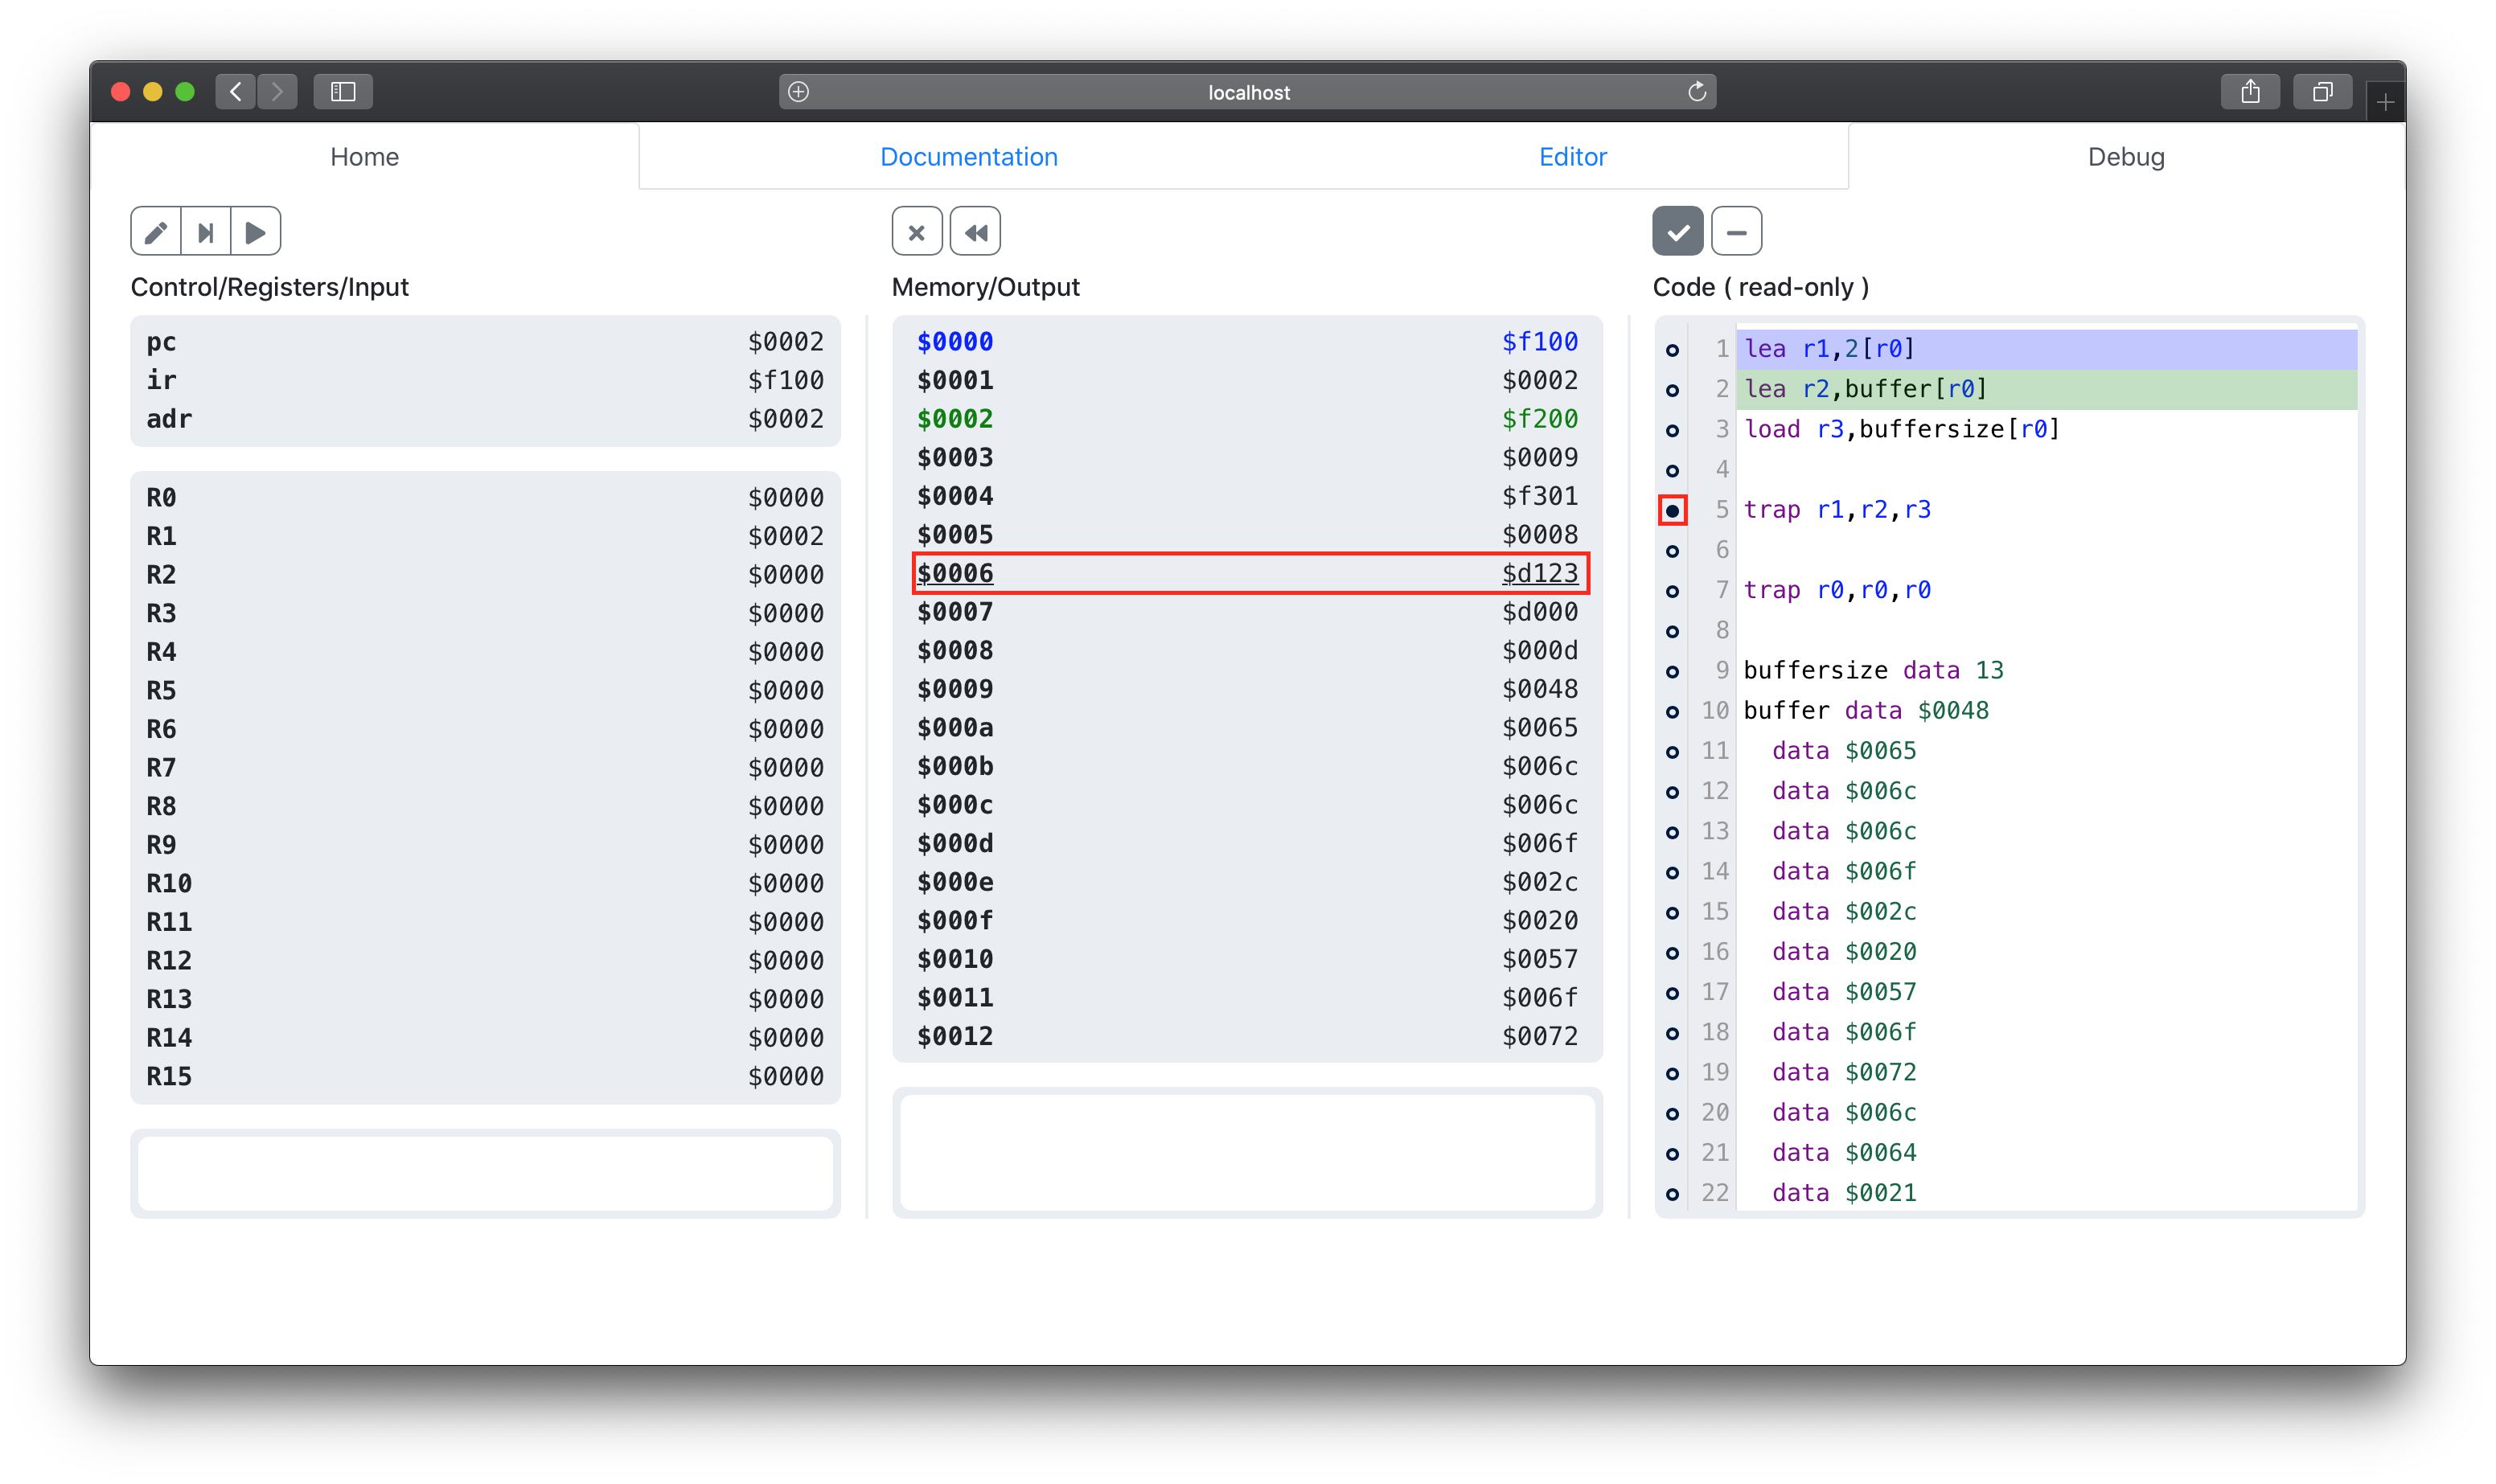 localhost
Home Documentation Editor Debug
Control/Registers/Input
pc $0002
ir $f100
adr $0002
R0 $0000
R1 $0002
R2 $0000
R3 $0000
R4 $0000
R5 $0000
R6 $0000
R7 $0000
R8 $0000
R9 $0000
R10 $0000
R11 $0000
R12 $0000
R13 $0000
R14 $0000
R15 $0000
Memory/Output
$0000 $f100
$0001 $0002
$0002 $f200
$0003 $0009
$0004 $f301
$0005 $0008
$0006 $d123
$0007 $d000
$0008 $000d
$0009 $0048
$000a $0065
$000b $006c
$000c $006c
$000d $006f
$000e $002c
$000f $0020
$0010 $0057
$0011 $006f
$0012 $0072
Code ( read-only )
1 lea r1,2[r0]
2 lea r2,buffer[r0]
3 load r3,buffersize[r0]
4
5 trap r1,r2,r3
6
7 trap r0,r0,r0
8
9 buffersize data 13
10 buffer data $0048
11 data $0065
12 data $006c
13 data $006c
14 data $006f
15 data $002c
16 data $0020
17 data $0057
18 data $006f
19 data $0072
20 data $006c
21 data $0064
22 data $0021